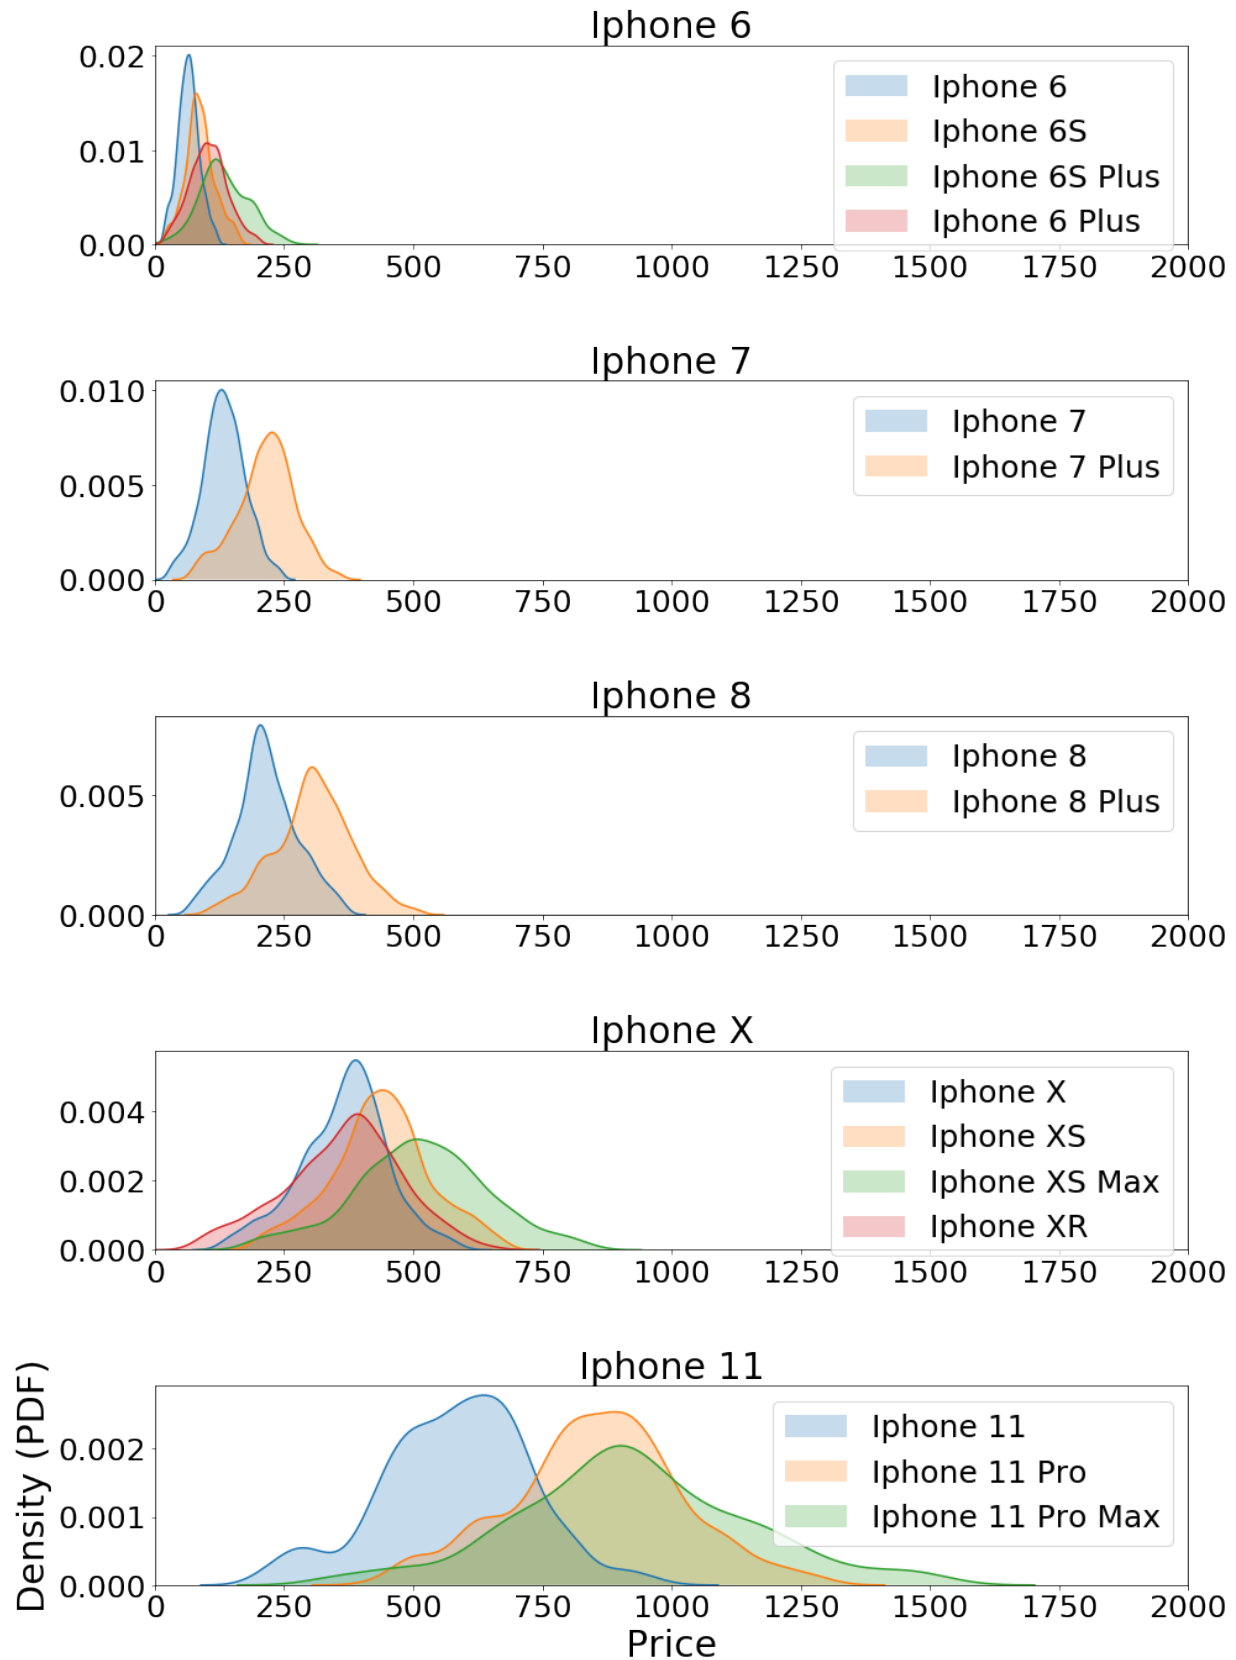 Iphone 6
0.02
0.01
0.00
Iphone 6
Iphone 6S
Iphone 6S Plus
Iphone 6 Plus
0 250 500 750 1000 1250 1500 1750 2000
Iphone 7
0.010
0.005
0.000
Iphone 7
Iphone 7 Plus
0 250 500 750 1000 1250 1500 1750 2000
Iphone 8
0.005
0.000
Iphone 8
Iphone 8 Plus
0 250 500 750 1000 1250 1500 1750 2000
Iphone X
0.004
0.002
0.000
Iphone X
Iphone XS
Iphone XS Max
Iphone XR
0 250 500 750 1000 1250 1500 1750 2000
Iphone 11
Density (PDF)
0.002
0.001
0.000
Iphone 11
Iphone 11 Pro
Iphone 11 Pro Max
0 250 500 750 1000 1250 1500 1750 2000
Price